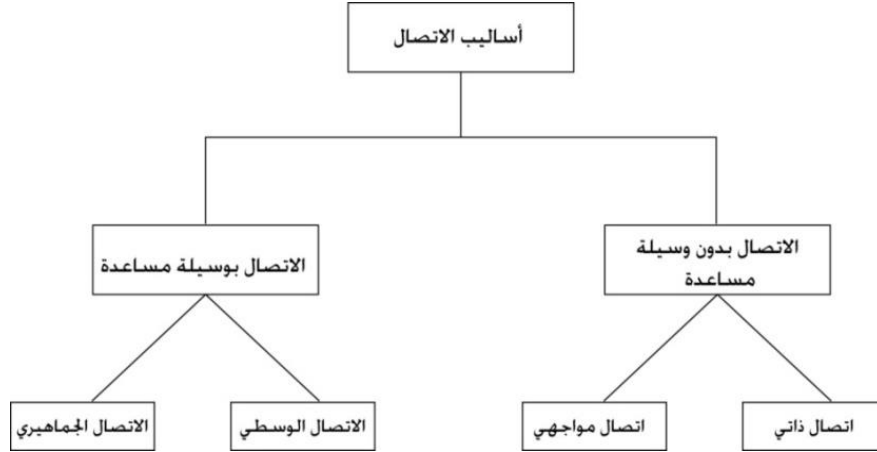 أساليب الاتصال
الاتصال بدون وسيلة
مساعدة
الاتصال بوسيلة مساعدة
اتصال ذاتي
اتصال مواجهي
الاتصال الوسطي
الاتصال الجماهيري